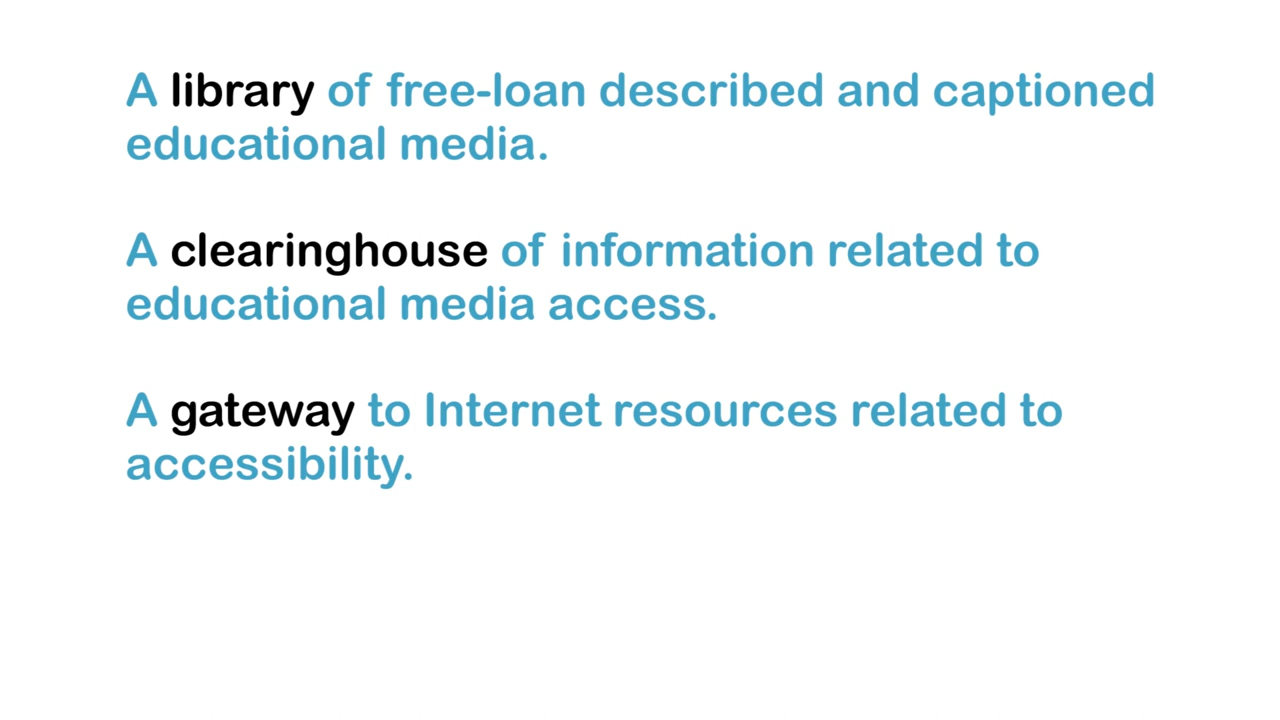 A library of free-loan described and captioned
educational media.
A clearinghouse of information related to
educational media access.
A gateway to Internet resources related to
accessibility.